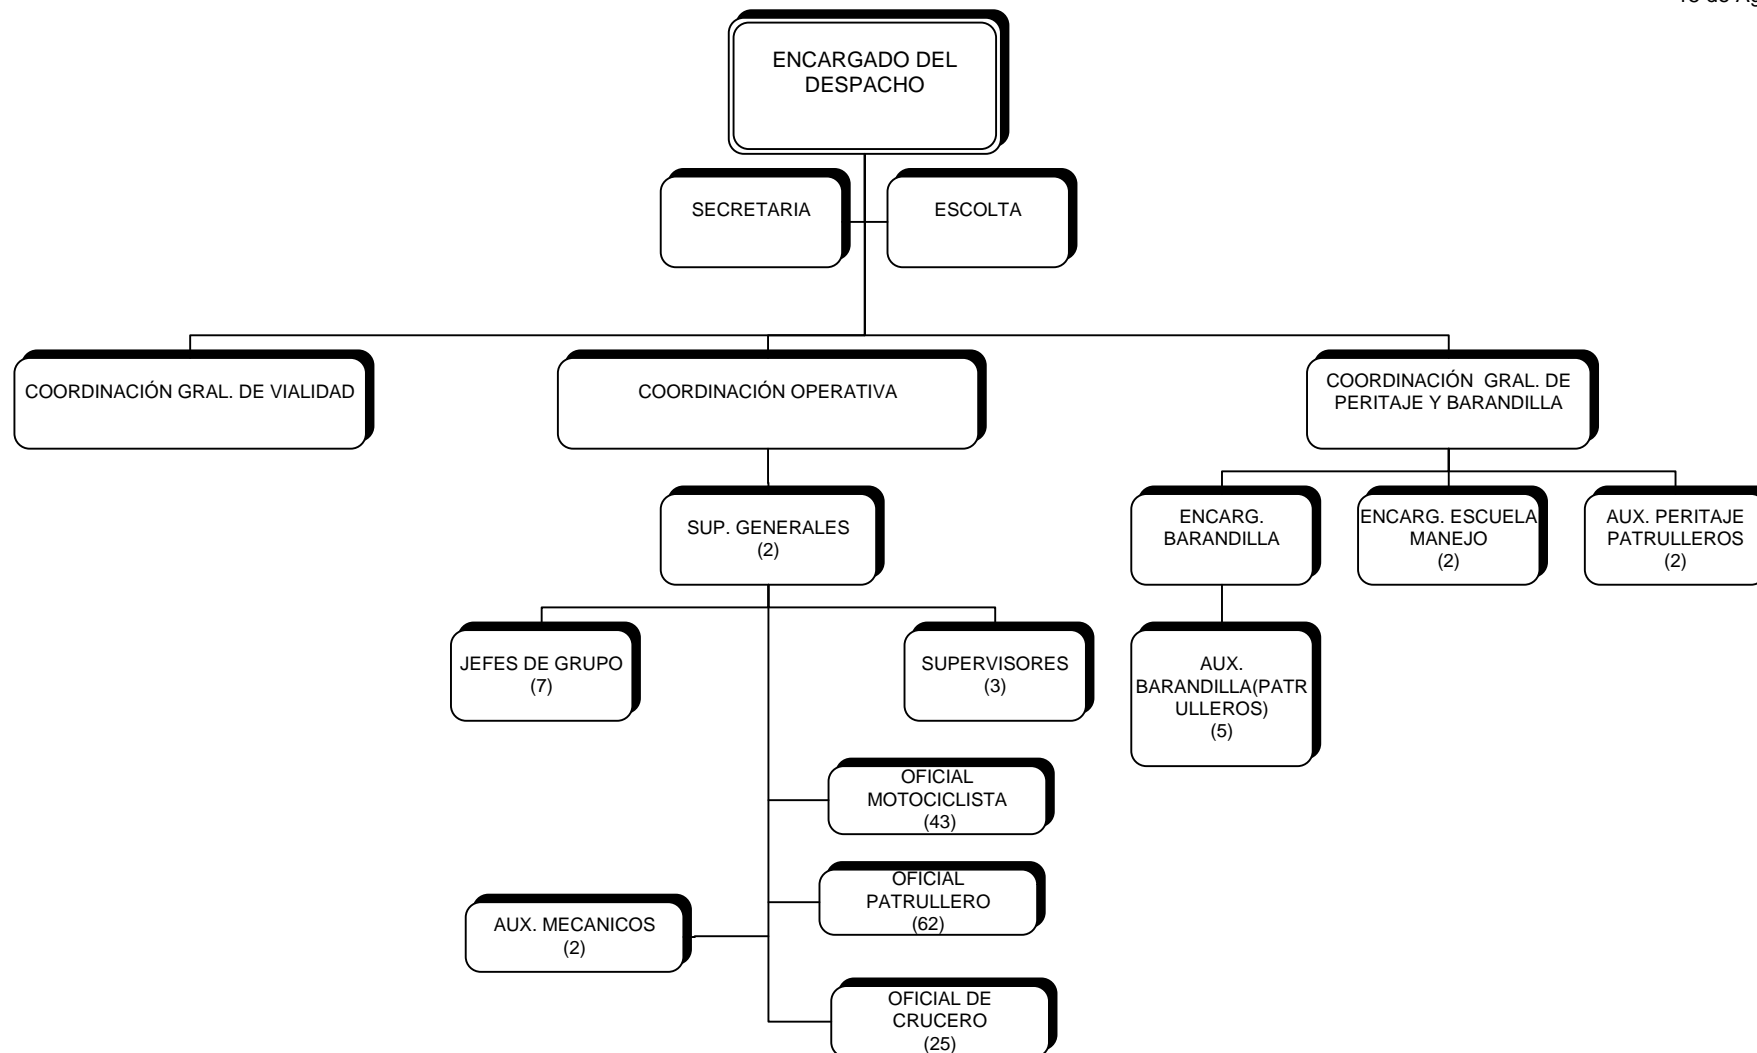 ENCARGADO DEL
DESPACHO
SECRETARIA
ESCOLTA
COORDINACIÓN GRAL. DE VIALIDAD
COORDINACIÓN OPERATIVA
COORDINACIÓN  GRAL. DE
PERITAJE Y BARANDILLA
SUP. GENERALES
(2)
ENCARG.
BARANDILLA
ENCARG. ESCUELA
MANEJO
(2)
AUX. PERITAJE
PATRULLEROS
(2)
JEFES DE GRUPO
(7)
SUPERVISORES
(3)
AUX.
BARANDILLA(PATR
ULLEROS)
(5)
OFICIAL
MOTOCICLISTA
(43)
OFICIAL
PATRULLERO
(62)
AUX. MECANICOS
(2)
OFICIAL DE
CRUCERO
(25)